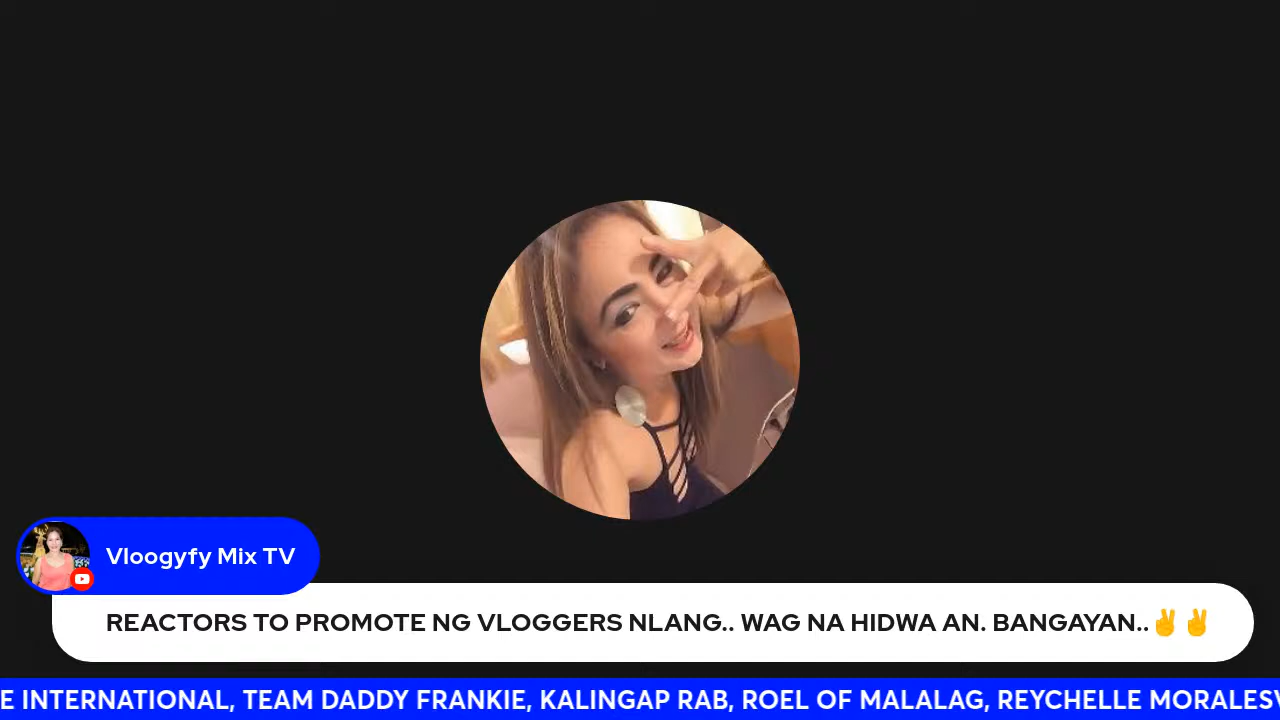 Vloogyfy Mix TV
REACTORS TO PROMOTE NG VLOGGERS NLANG.. WAG NA HIDWA AN. BANGAYAN..✌️✌️
E INTERNATIONAL, TEAM DADDY FRANKIE, KALINGAP RAB, ROEL OF MALALAG, REYCHELLE MORALES